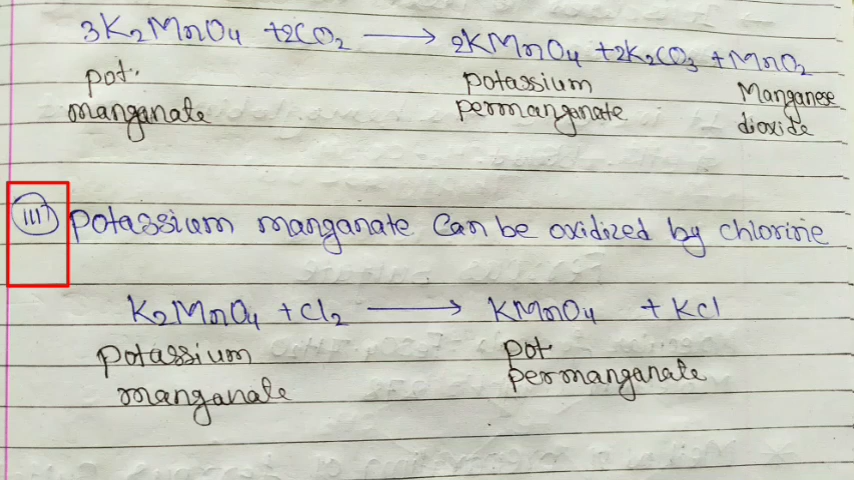 3K2MnO4 +2CO2 → 2KMnO4 +2K2CO3 +MnO2
pot. potassium Manganese
manganate permanganate dioxide
iii potassium manganate can be oxidized by chlorine
K2MnO4 + Cl2 → KMnO4 + KCl
potassium pot
manganate permanganate